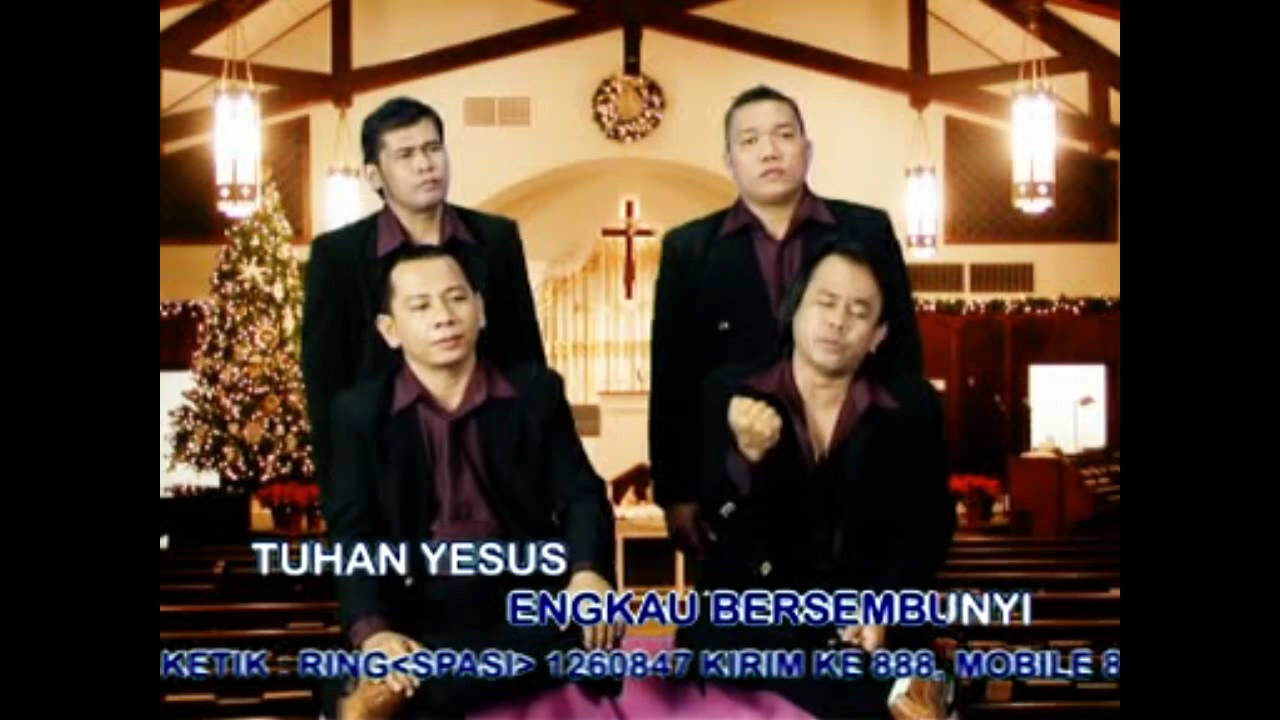 TUHAN YESUS
ENGKAU BERSEMBUNYI
KETIK : RING<SPASI> 1260847 KIRIM KE 888, MOBILE 8